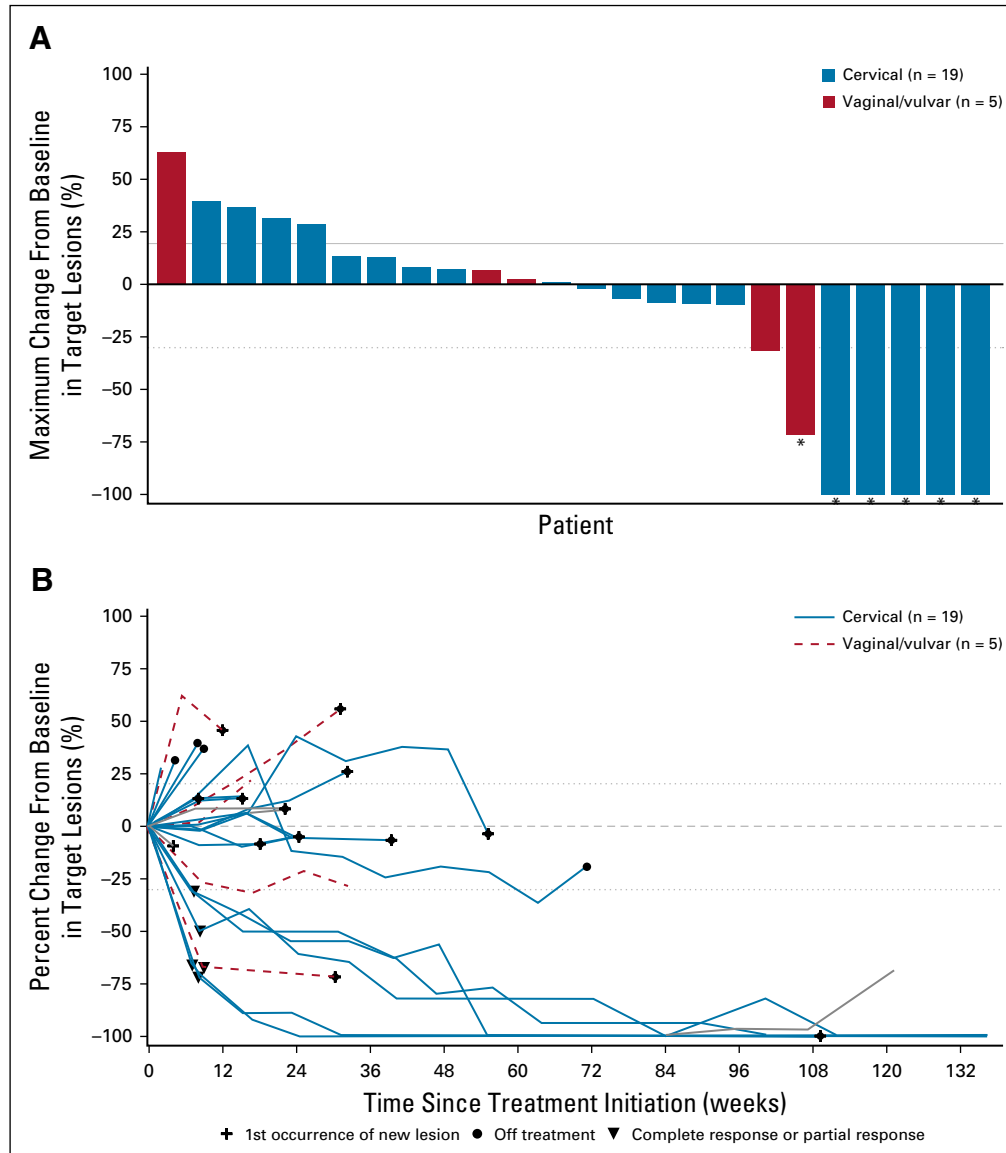 A
Maximum Change From Baseline
in Target Lesions (%)
100
75
50
25
0
−25
−50
−75
−100
Cervical (n = 19)
Vaginal/vulvar (n = 5)
*
* * * * *
Patient
B
Percent Change From Baseline
in Target Lesions (%)
100
75
50
25
0
−25
−50
−75
−100
Cervical (n = 19)
Vaginal/vulvar (n = 5)
0 12 24 36 48 60 72 84 96 108 120 132
Time Since Treatment Initiation (weeks)
1st occurrence of new lesion Off treatment Complete response or partial response